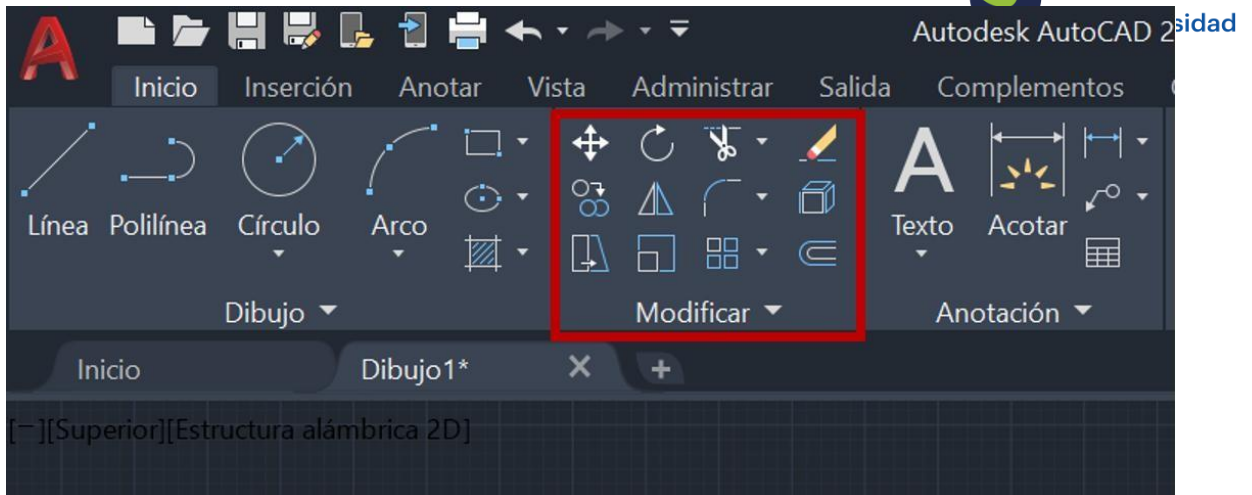 Autodesk AutoCAD 2
sidad
Inicio Inserción Anotar Vista Administrar Salida Complementos
Línea Polilínea Círculo Arco
A
Texto Acotar
Dibujo Modificar Anotación
Inicio Dibujo1*
[−][Superior][Estructura alámbrica 2D]